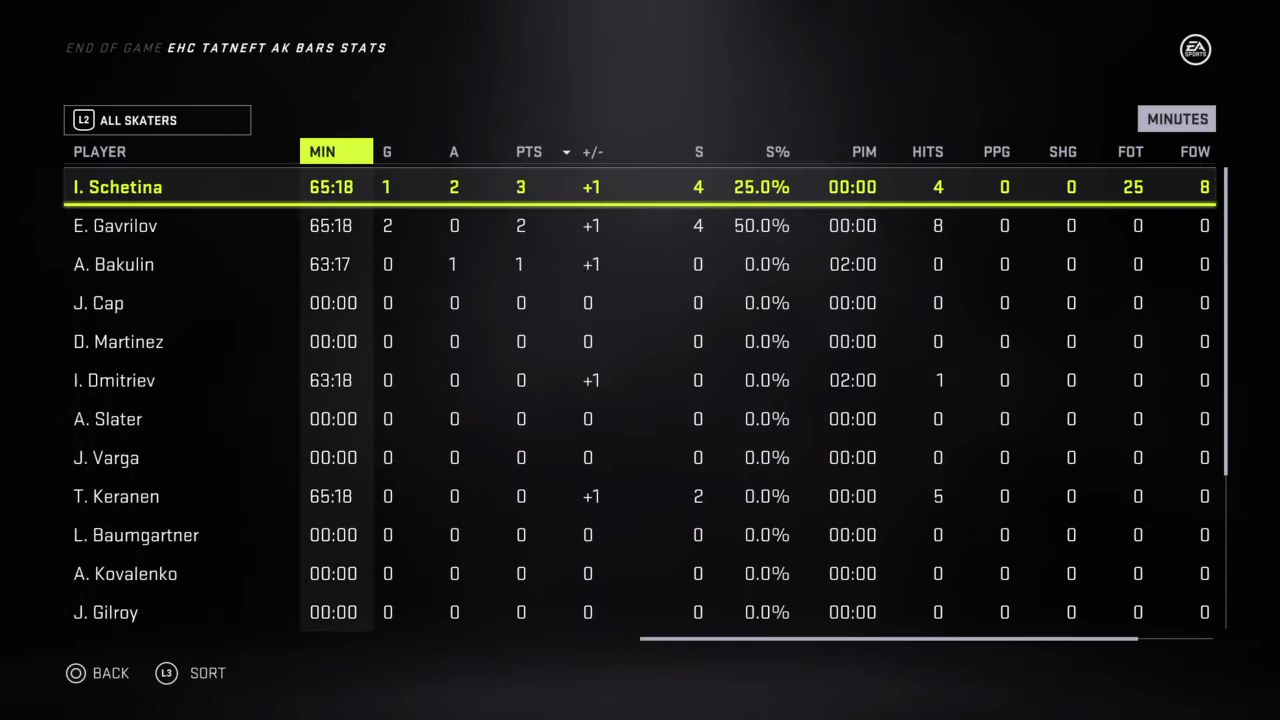 END OF GAME EHC TATNEFT AK BARS STATS
EA SPORTS
L2 ALL SKATERS
MINUTES
PLAYER MIN G A PTS +/- S S% PIM HITS PPG SHG FOT FOW
I. Schetina 65:18 1 2 3 +1 4 25.0% 00:00 4 0 0 25 8
E. Gavrilov 65:18 2 0 2 +1 4 50.0% 00:00 8 0 0 0 0
A. Bakulin 63:17 0 1 1 +1 0 0.0% 02:00 0 0 0 0 0
J. Cap 00:00 0 0 0 0 0 0.0% 00:00 0 0 0 0 0
D. Martinez 00:00 0 0 0 0 0 0.0% 00:00 0 0 0 0 0
I. Dmitriev 63:18 0 0 0 +1 0 0.0% 02:00 1 0 0 0 0
A. Slater 00:00 0 0 0 0 0 0.0% 00:00 0 0 0 0 0
J. Varga 00:00 0 0 0 0 0 0.0% 00:00 0 0 0 0 0
T. Keranen 65:18 0 0 0 +1 2 0.0% 00:00 5 0 0 0 0
L. Baumgartner 00:00 0 0 0 0 0 0.0% 00:00 0 0 0 0 0
A. Kovalenko 00:00 0 0 0 0 0 0.0% 00:00 0 0 0 0 0
J. Gilroy 00:00 0 0 0 0 0 0.0% 00:00 0 0 0 0 0
BACK L3 SORT